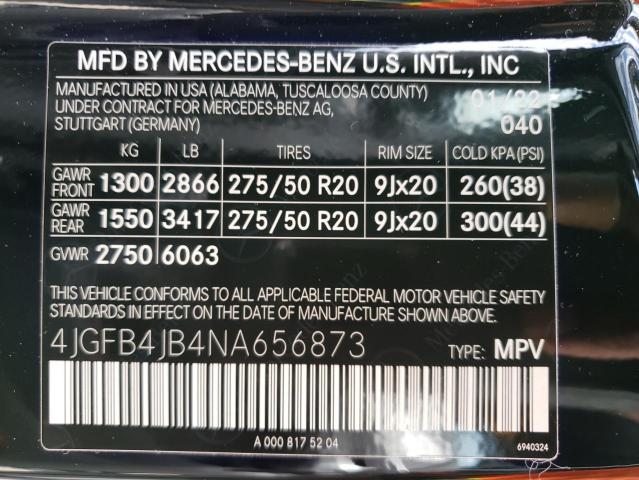 MFD BY MERCEDES-BENZ U.S. INTL., INC
MANUFACTURED IN USA (ALABAMA, TUSCALOOSA COUNTY) 01/22
UNDER CONTRACT FOR MERCEDES-BENZ AG,
STUTTGART (GERMANY) 040
KG LB TIRES RIM SIZE COLD KPA(PSI)
GAWR FRONT 1300 2866 275/50 R20 9Jx20 260(38)
GAWR REAR 1550 3417 275/50 R20 9Jx20 300(44)
GVWR 2750 6063
THIS VEHICLE CONFORMS TO ALL APPLICABLE FEDERAL MOTOR VEHICLE SAFETY
STANDARDS IN EFFECT ON THE DATE OF MANUFACTURE SHOWN ABOVE.
4JGFB4JB4NA656873 TYPE: MPV
A 000 817 52 04
6940324